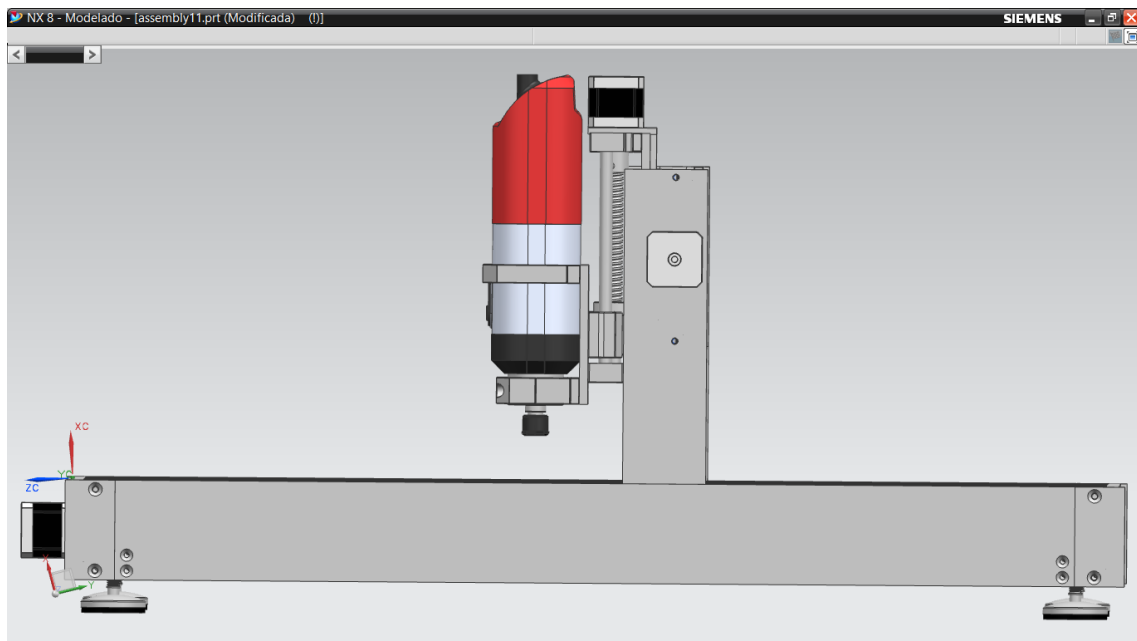 NX 8 - Modelado - [assembly11.prt (Modificada) (!)]
SIEMENS
XC
YC
ZC
X
Y